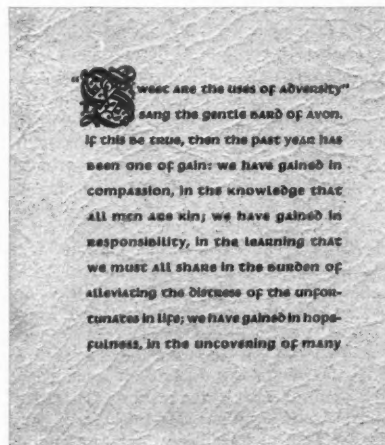 "Sweet are the uses of adversity"
sang the gentle bard of Avon.
If this be true, then the past year has
been one of gain: we have gained in
compassion, in the knowledge that
all men are kin; we have gained in
responsibility, in the learning that
we must all share in the burden of
alleviating the distress of the unfor-
tunates in life; we have gained in hope-
fulness, in the uncovering of many